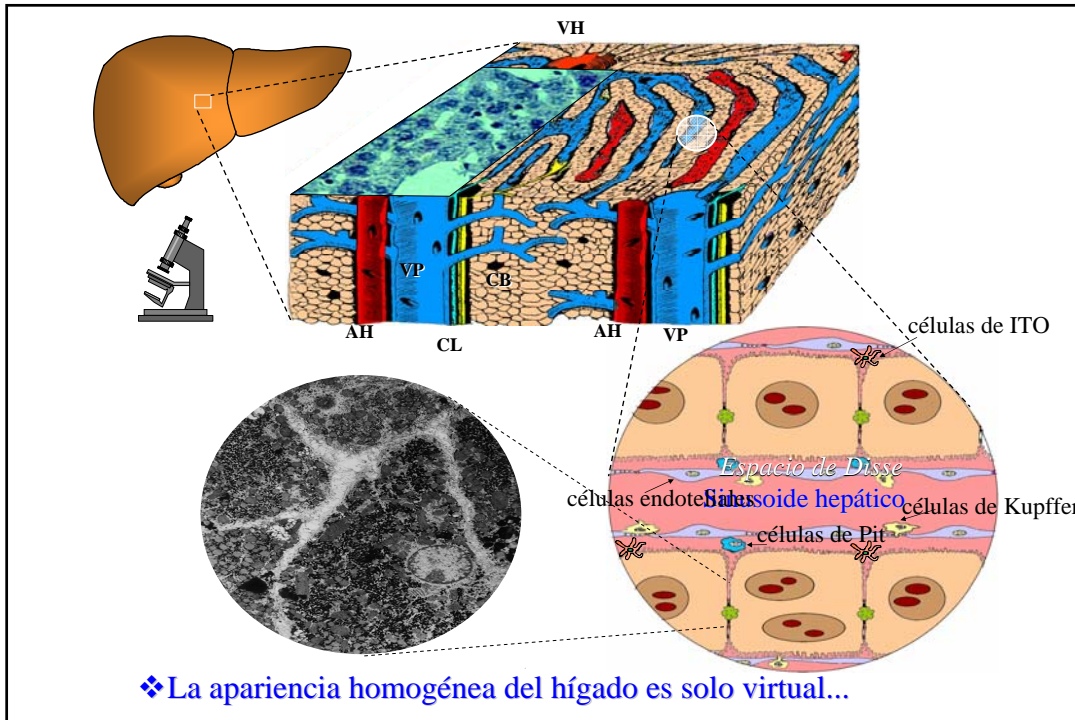 VH
VP
CB
AH
CL
AH
VP
células de ITO
Espacio de Disse
células endoteliales
Sinusoide hepático
células de Kupffer
células de Pit
❖La apariencia homogénea del hígado es solo virtual...